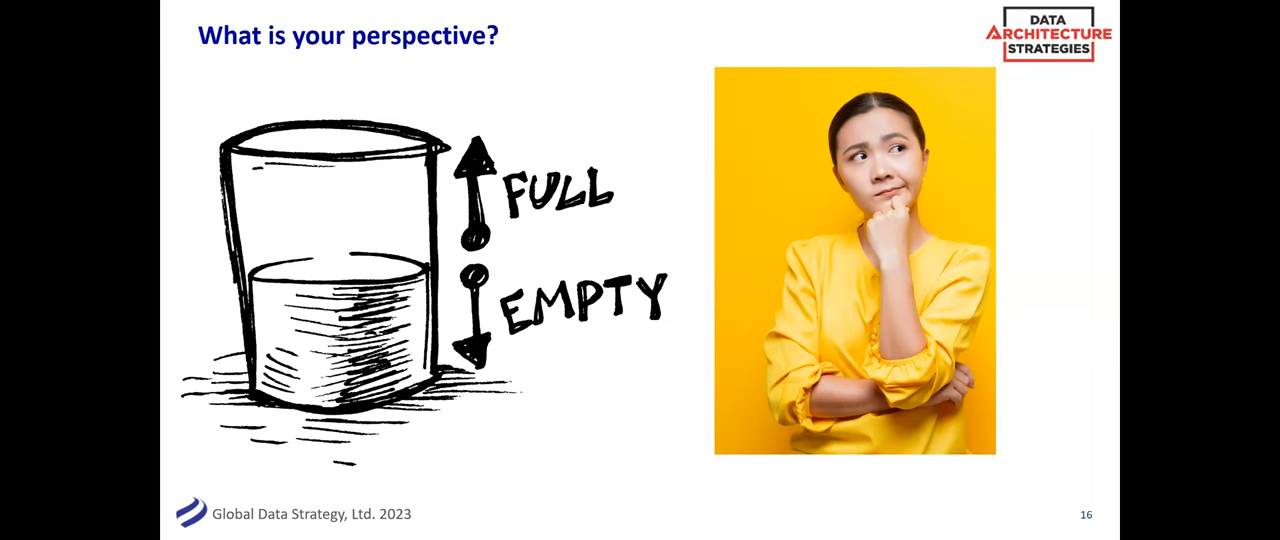 What is your perspective?
DATA
ARCHITECTURE
STRATEGIES
FULL
EMPTY
Global Data Strategy, Ltd. 2023
16